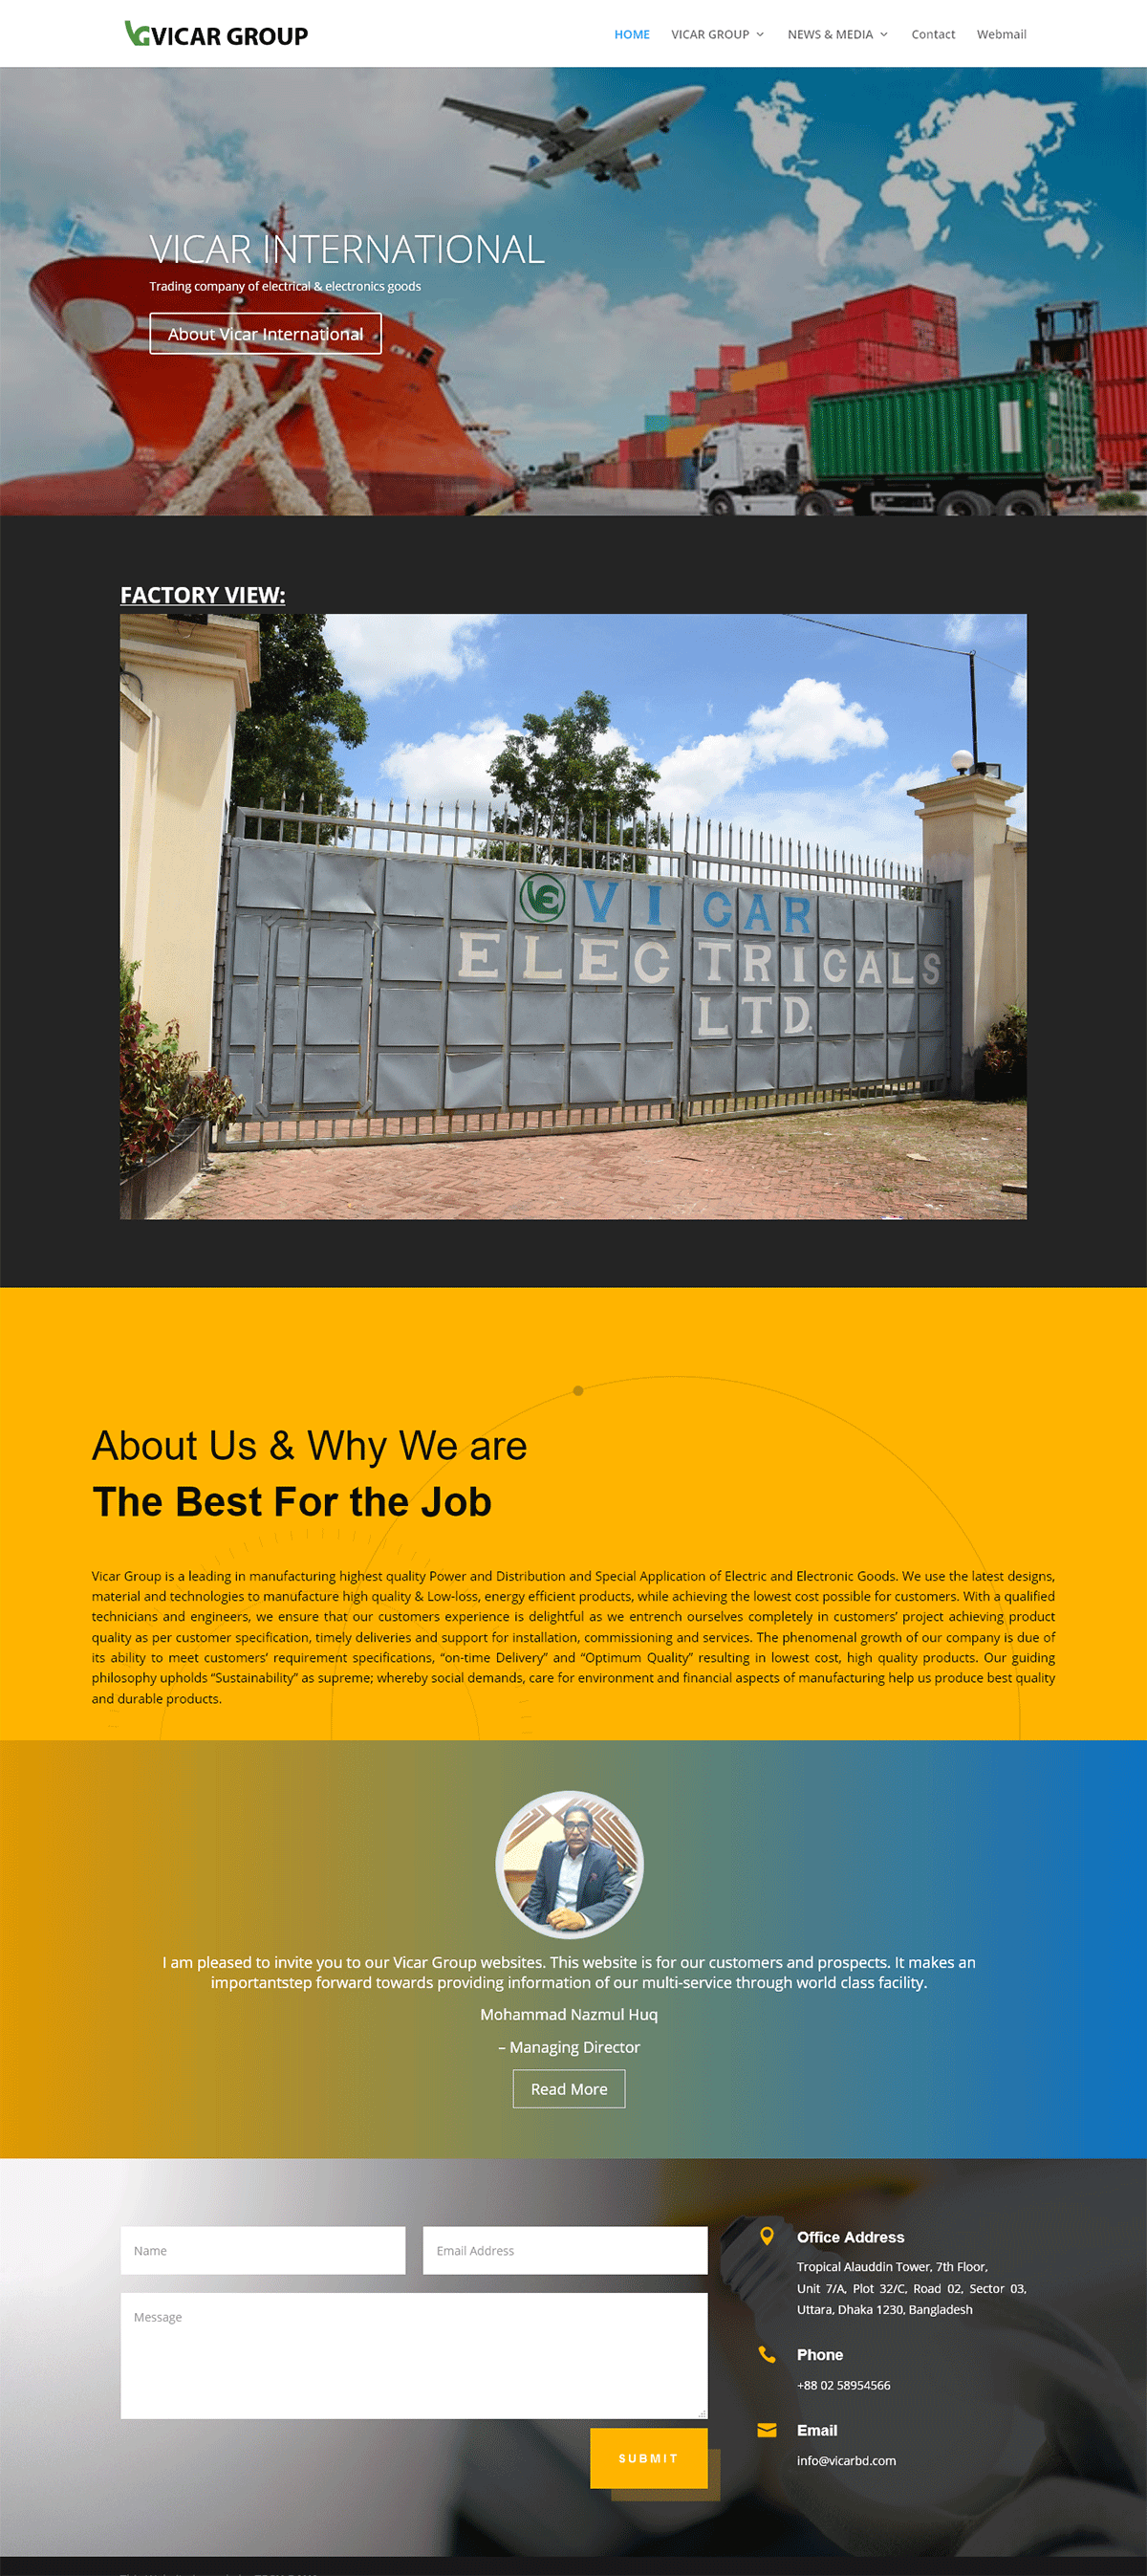 VICAR GROUP
HOME
VICAR GROUP
NEWS & MEDIA
Contact
Webmail
VICAR INTERNATIONAL
Trading company of electrical & electronics goods
About Vicar International
FACTORY VIEW:
VICAR
ELECTRICALS
LTD.
About Us & Why We are
The Best For the Job
Vicar Group is a leading in manufacturing highest quality Power and Distribution and Special Application of Electric and Electronic Goods. We use the latest designs,
material and technologies to manufacture high quality & Low-loss, energy efficient products, while achieving the lowest cost possible for customers. With a qualified
technicians and engineers, we ensure that our customers experience is delightful as we entrench ourselves completely in customers’ project achieving product
quality as per customer specification, timely deliveries and support for installation, commissioning and services. The phenomenal growth of our company is due of
its ability to meet customers’ requirement specifications, “on-time Delivery” and “Optimum Quality” resulting in lowest cost, high quality products. Our guiding
philosophy upholds “Sustainability” as supreme; whereby social demands, care for environment and financial aspects of manufacturing help us produce best quality
and durable products.
I am pleased to invite you to our Vicar Group websites. This website is for our customers and prospects. It makes an
importantstep forward towards providing information of our multi-service through world class facility.
Mohammad Nazmul Huq
– Managing Director
Read More
Name
Email Address
Message
SUBMIT
Office Address
Tropical Alauddin Tower, 7th Floor,
Unit 7/A, Plot 32/C, Road 02, Sector 03,
Uttara, Dhaka 1230, Bangladesh
Phone
+88 02 58954566
Email
info@vicarbd.com